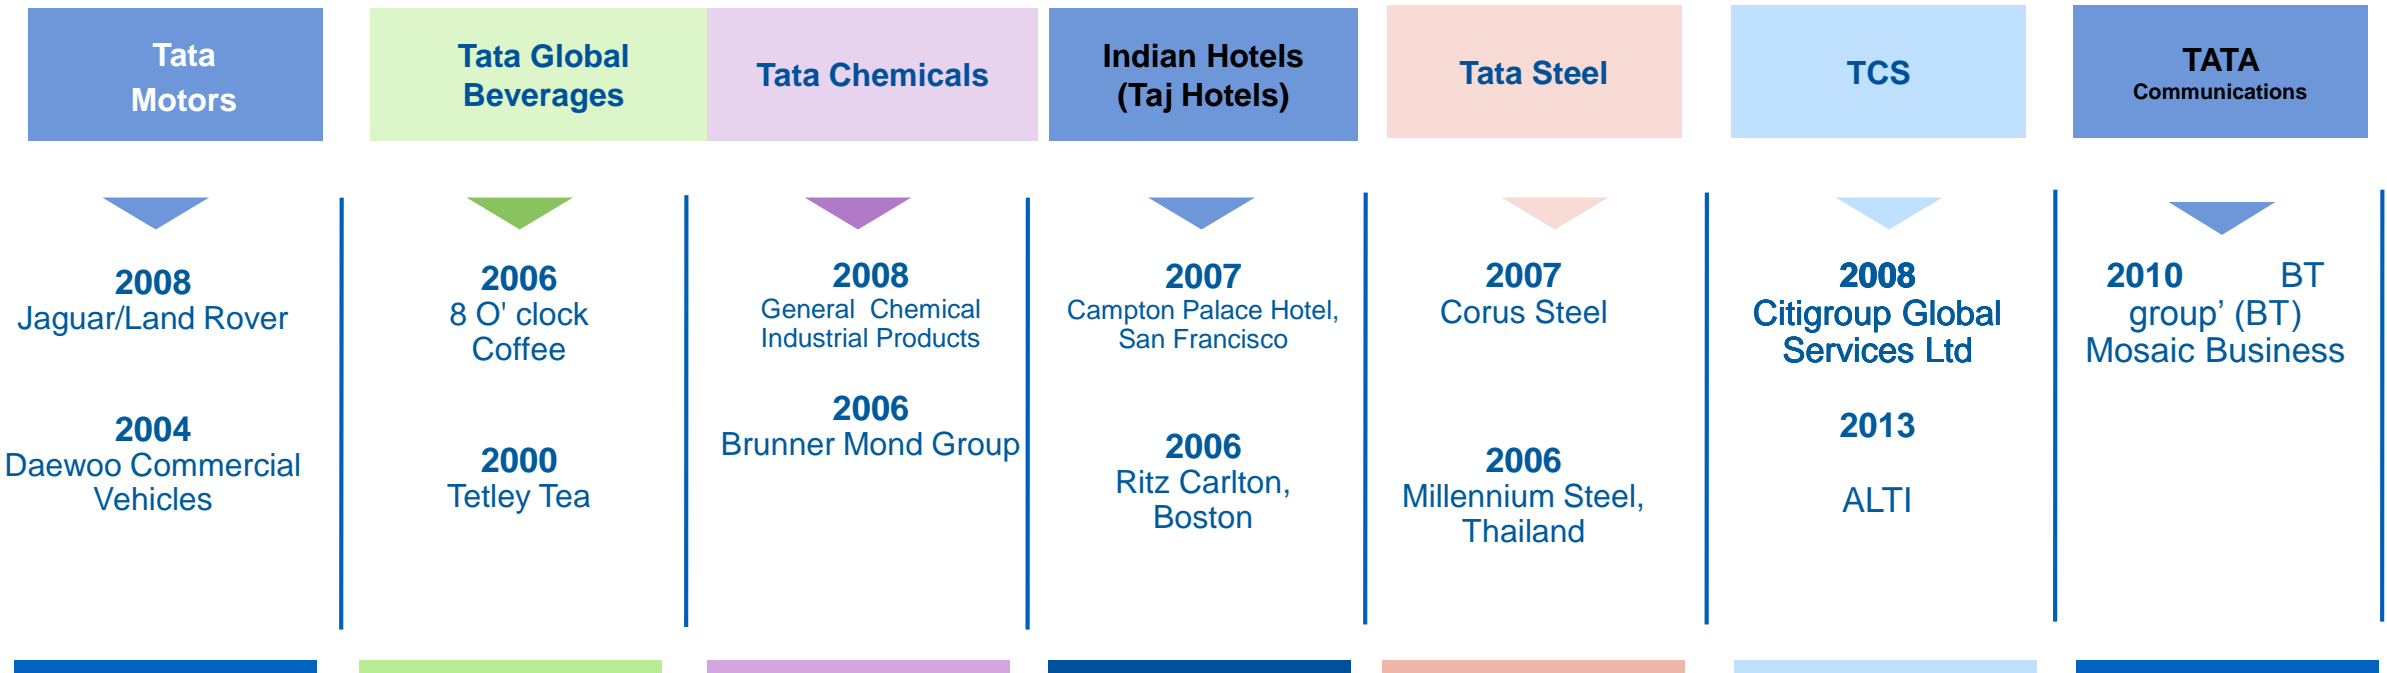 Tata
Motors
2008
Jaguar/Land Rover
2004
Daewoo Commercial
Vehicles
Tata Global
Beverages
2006
8 O' clock
Coffee
2000
Tetley Tea
Tata Chemicals
2008
General Chemical
Industrial Products
2006
Brunner Mond Group
Indian Hotels
(Taj Hotels)
2007
Campton Palace Hotel,
San Francisco
2006
Ritz Carlton,
Boston
Tata Steel
2007
Corus Steel
2006
Millennium Steel,
Thailand
TCS
2008
Citigroup Global
Services Ltd
2013
ALTI
TATA
Communications
2010 BT
group’ (BT)
Mosaic Business